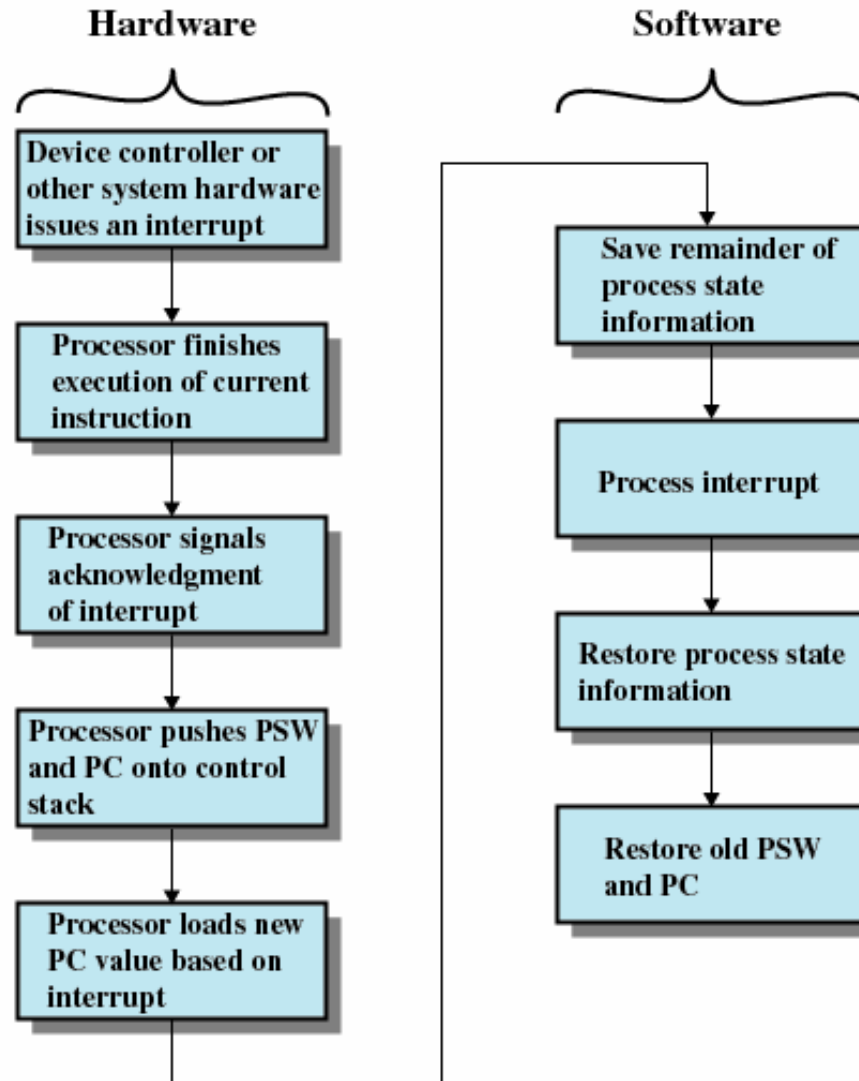 Hardware
Device controller or
other system hardware
issues an interrupt
Processor finishes
execution of current
instruction
Processor signals
acknowledgment
of interrupt
Processor pushes PSW
and PC onto control
stack
Processor loads new
PC value based on
interrupt
Software
Save remainder of
process state
information
Process interrupt
Restore process state
information
Restore old PSW
and PC